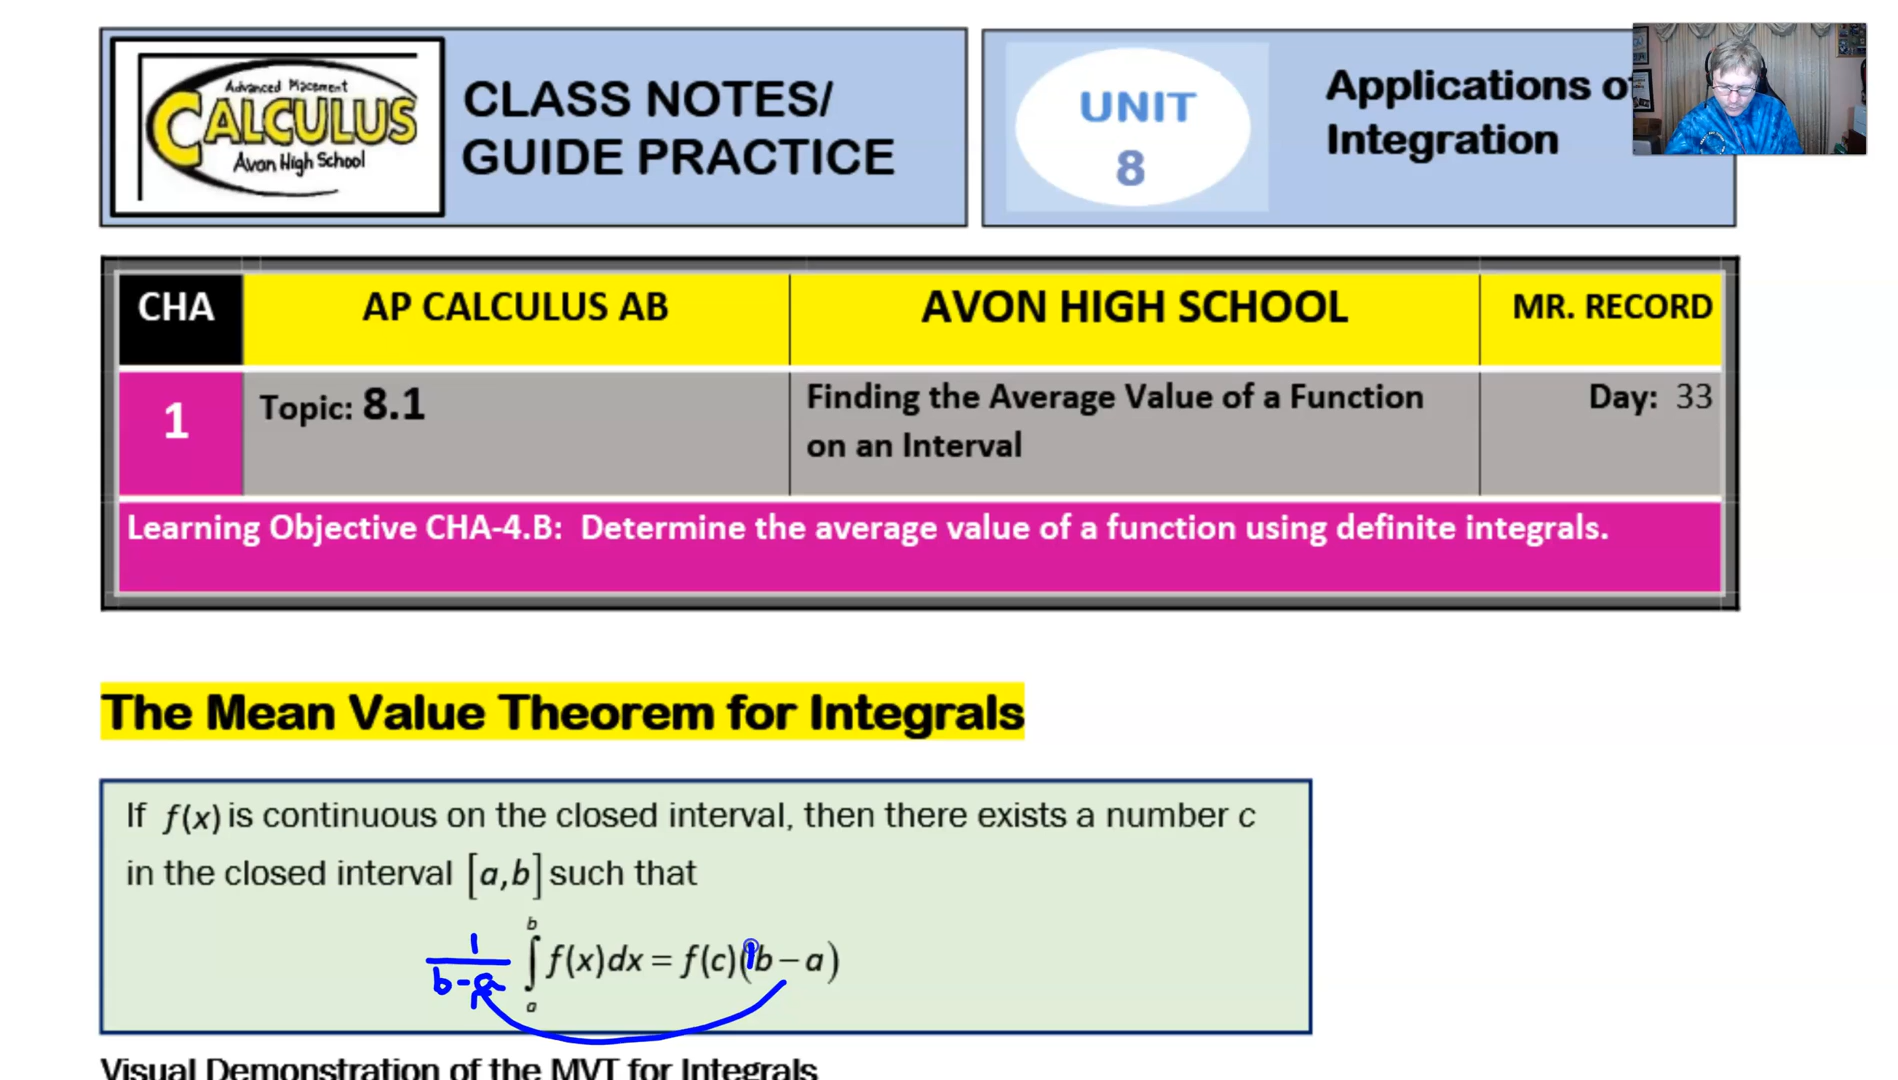 Advanced Placement
CALCULUS
Avon High School
CLASS NOTES/
GUIDE PRACTICE
UNIT
8
Applications o
Integration
CHA
AP CALCULUS AB
AVON HIGH SCHOOL
MR. RECORD
1
Topic: 8.1
Finding the Average Value of a Function
on an Interval
Day: 33
Learning Objective CHA-4.B: Determine the average value of a function using definite integrals.
The Mean Value Theorem for Integrals
If f(x) is continuous on the closed interval, then there exists a number c
in the closed interval [a,b] such that
1/(b-a) ∫_a^b f(x)dx = f(c)(b − a)
Visual Demonstration of the MVT for Integrals